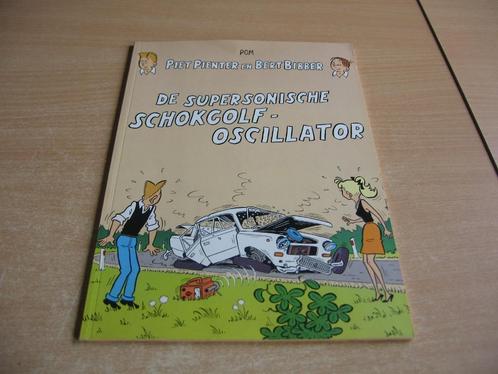 POM
PIET PIENTER EN BERT BIBBER
DE SUPERSONISCHE
SCHOKGOLF-
OSCILLATOR